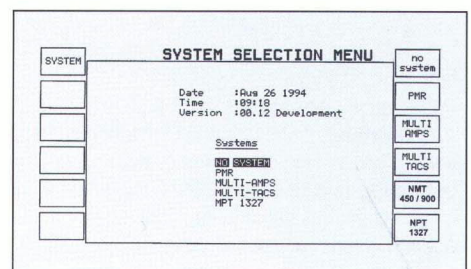 SYSTEM SELECTION MENU
SYSTEM
Date :Aug 26 1994
Time :09:18
Version :00.12 Development
Systems
NO SYSTEM
PMR
MULTI-AMPS
MULTI-TACS
MPT 1327
no
system
PMR
MULTI
AMPS
MULTI
TACS
NMT
450 / 900
NPT
1327